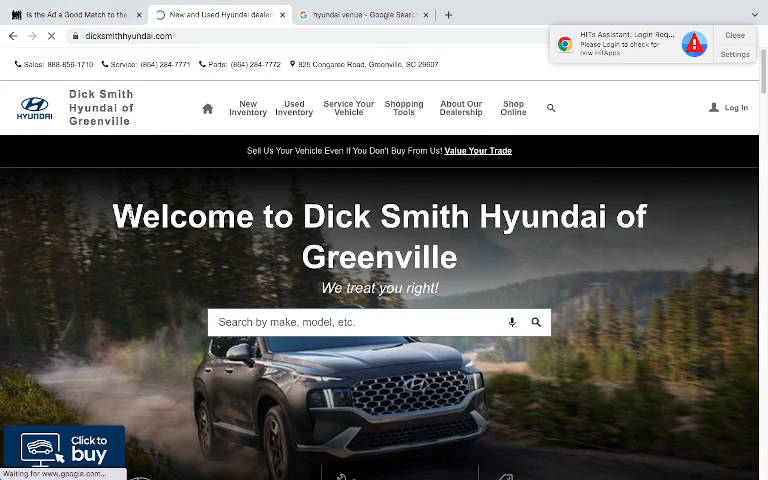 Is the Ad a Good Match to the
New and Used Hyundai dealer
hyundai venue - Google Search
dicksmithhyundai.com
HITs Assistant: Login Req...
Please Login to check for
new HitApps
Close
Settings
Sales: 888-856-1710 Service: (864) 284-7771 Parts: (864) 284-7772 825 Congaree Road, Greenville, SC 29607
HYUNDAI
Dick Smith
Hyundai of
Greenville
New
Inventory
Used
Inventory
Service Your
Vehicle
Shopping
Tools
About Our
Dealership
Shop
Online
Log In
Sell Us Your Vehicle Even If You Don't Buy From Us! Value Your Trade
Welcome to Dick Smith Hyundai of
Greenville
We treat you right!
Search by make, model, etc.
Click to
buy
Waiting for www.google.com...